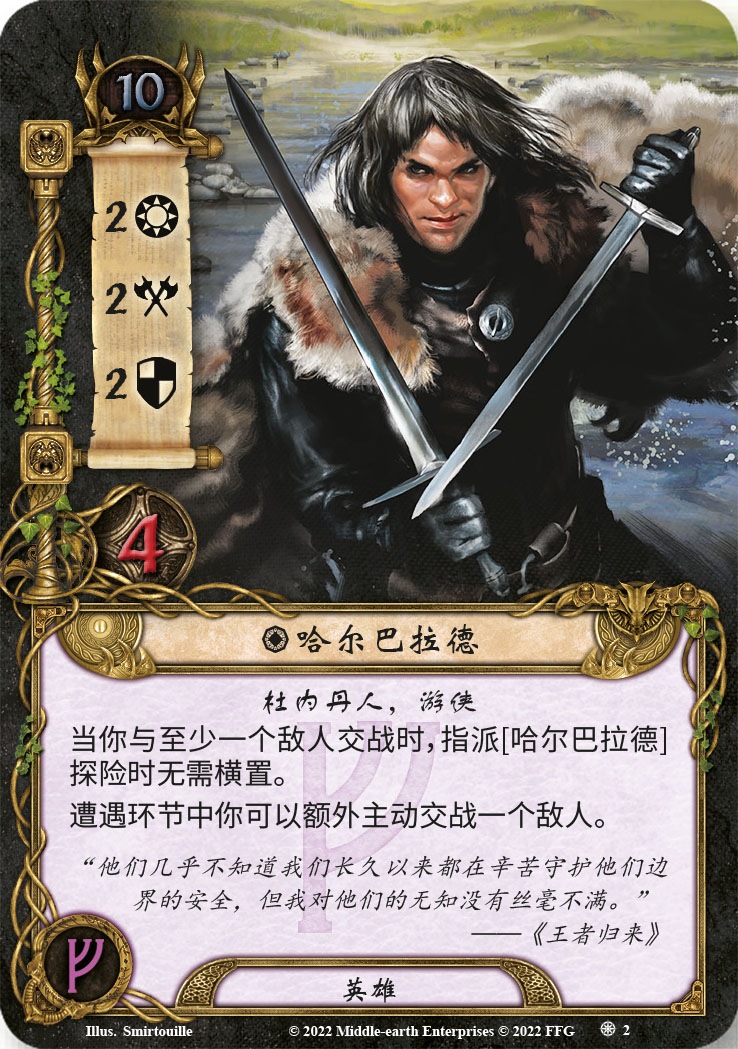 10
2
2
2
4
哈尔巴拉德
杜内丹人，游侠
当你与至少一个敌人交战时，指派[哈尔巴拉德]
探险时无需横置。
遭遇环节中你可以额外主动交战一个敌人。
“他们几乎不知道我们长久以来都在辛苦守护他们边
界的安全，但我对他们的无知没有丝毫不满。”
——《王者归来》
英雄
Illus. Smirtouille
© 2022 Middle-earth Enterprises © 2022 FFG
2